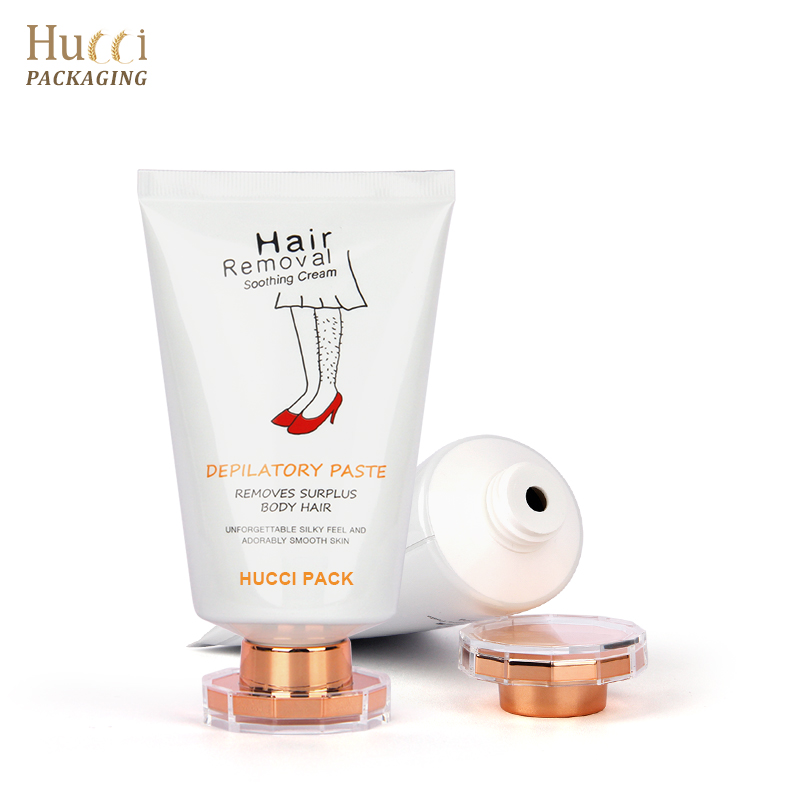 Hucci
PACKAGING
Hair
Removal
Soothing Cream
DEPILATORY PASTE
REMOVES SURPLUS
BODY HAIR
UNFORGETTABLE SILKY FEEL AND
ADORABLY SMOOTH SKIN
HUCCI PACK